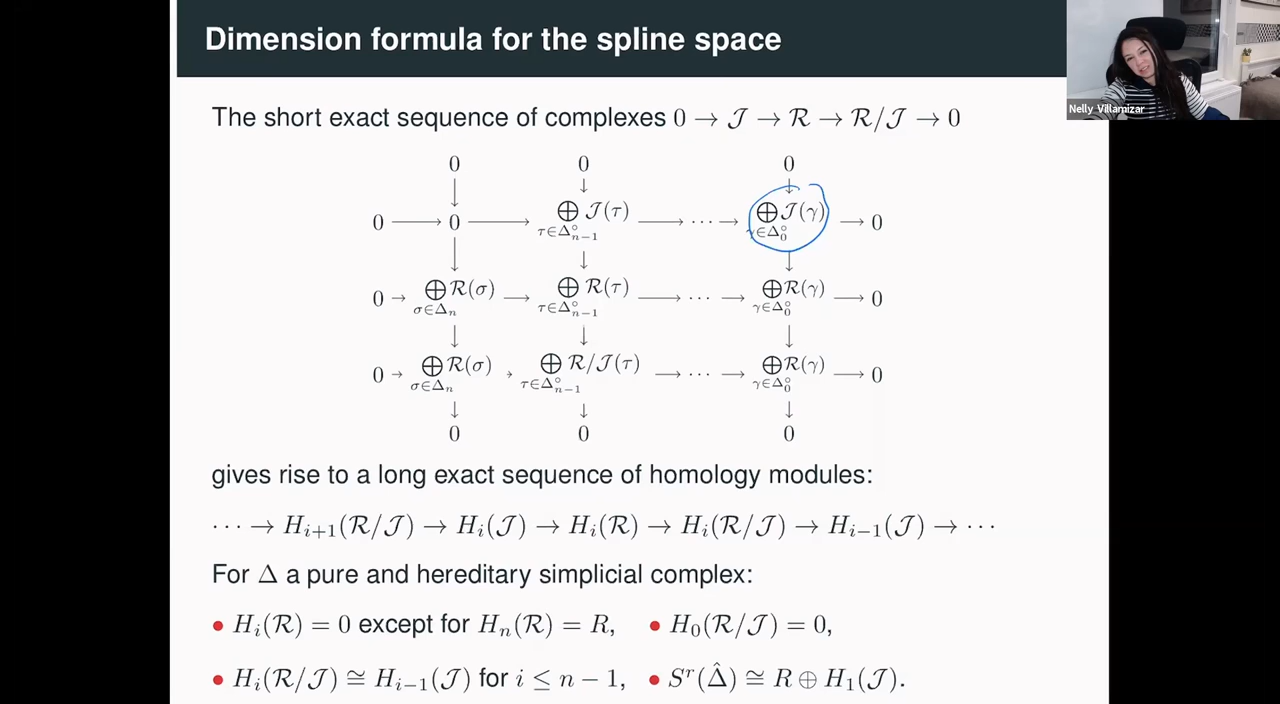 Dimension formula for the spline space
Nelly Villamizar
The short exact sequence of complexes 0 → 𝒥 → ℛ → ℛ/𝒥 → 0
0 0 0
↓ ↓ ↓
0 ⟶ 0 ⟶ ⊕_{τ∈Δ°_{n−1}} 𝒥(τ) ⟶ ⋯ ⟶ ⊕_{γ∈Δ°_0} 𝒥(γ) ⟶ 0
↓ ↓ ↓
0 → ⊕_{σ∈Δ_n} ℛ(σ) ⟶ ⊕_{τ∈Δ°_{n−1}} ℛ(τ) ⟶ ⋯ ⟶ ⊕_{γ∈Δ°_0} ℛ(γ) ⟶ 0
↓ ↓ ↓
0 → ⊕_{σ∈Δ_n} ℛ(σ) → ⊕_{τ∈Δ°_{n−1}} ℛ/𝒥(τ) ⟶ ⋯ ⟶ ⊕_{γ∈Δ°_0} ℛ(γ) ⟶ 0
↓ ↓ ↓
0 0 0
gives rise to a long exact sequence of homology modules:
⋯ → H_{i+1}(ℛ/𝒥) → H_i(𝒥) → H_i(ℛ) → H_i(ℛ/𝒥) → H_{i−1}(𝒥) → ⋯
For Δ a pure and hereditary simplicial complex:
• H_i(ℛ) = 0 except for H_n(ℛ) = R, • H_0(ℛ/𝒥) = 0,
• H_i(ℛ/𝒥) ≅ H_{i−1}(𝒥) for i ≤ n − 1, • S^r(Δ̂) ≅ R ⊕ H_1(𝒥).